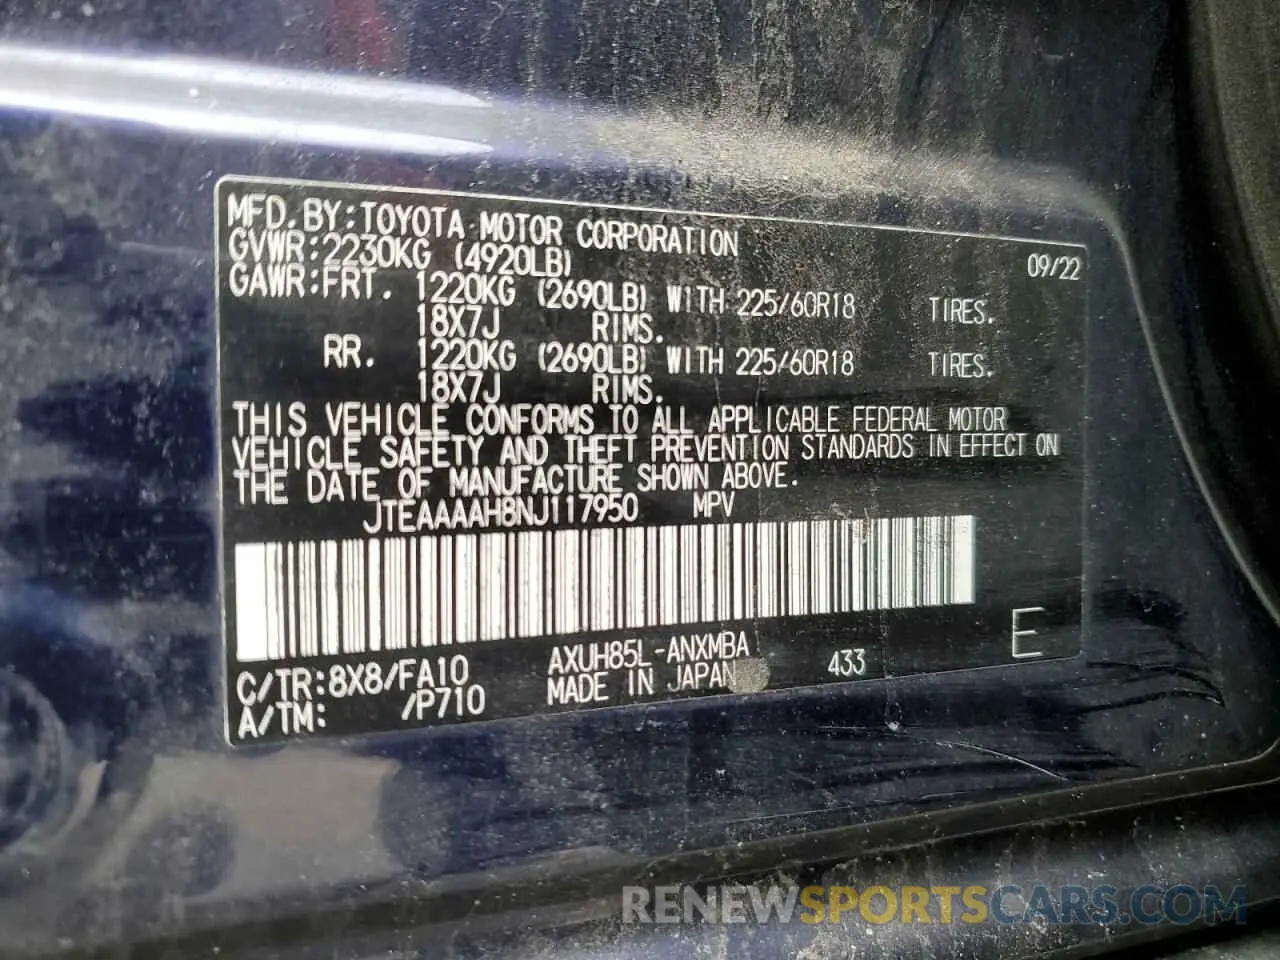 MFD. BY: TOYOTA MOTOR CORPORATION 09/22
GVWR: 2230KG (4920LB)
GAWR: FRT. 1220KG (2690LB) WITH 225/60R18 TIRES.
18X7J RIMS.
RR. 1220KG (2690LB) WITH 225/60R18 TIRES.
18X7J RIMS.
THIS VEHICLE CONFORMS TO ALL APPLICABLE FEDERAL MOTOR
VEHICLE SAFETY AND THEFT PREVENTION STANDARDS IN EFFECT ON
THE DATE OF MANUFACTURE SHOWN ABOVE.
JTEAAAAH8NJ117950 MPV
C/TR: 8X8/FA10 AXUH85L-ANXMBA 433 E
A/TM: /P710 MADE IN JAPAN
RENEWSPORTSCARS.COM